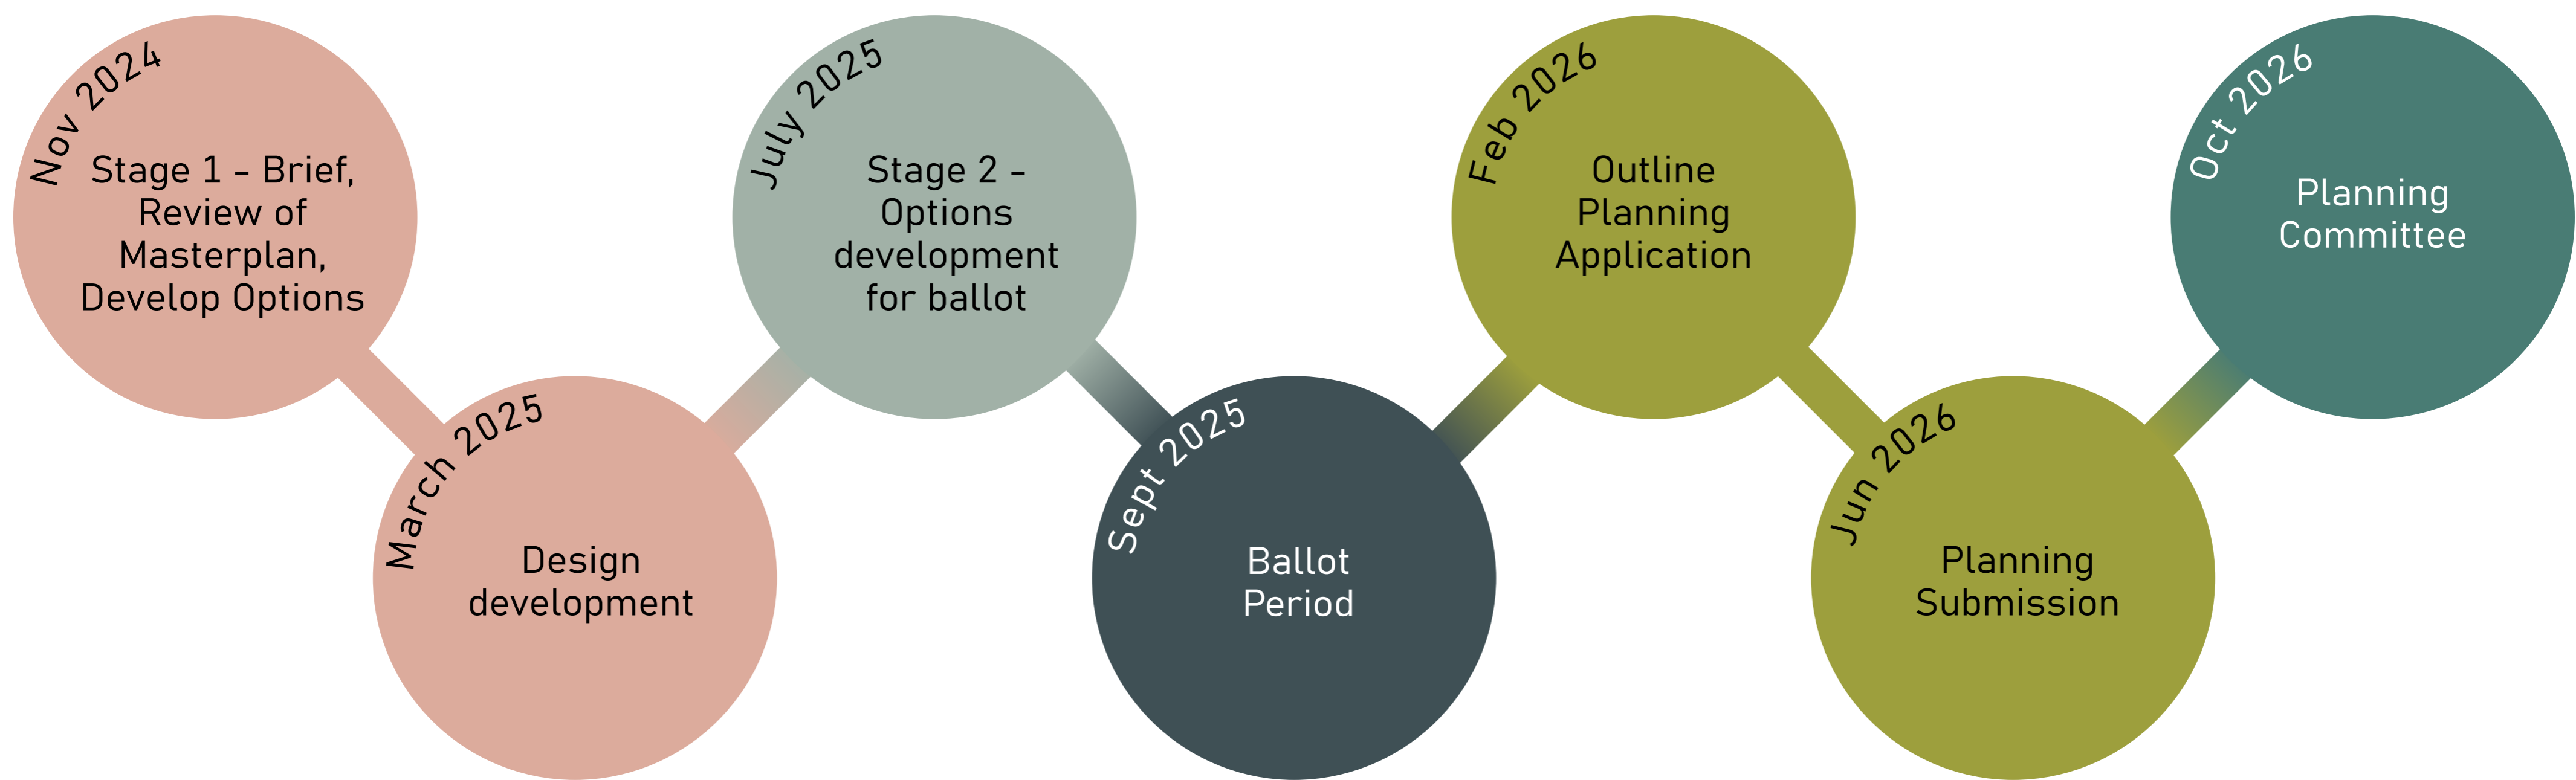 Nov 2024
Stage 1 - Brief,
Review of
Masterplan,
Develop Options
March 2025
Design
development
July 2025
Stage 2 -
Options
development
for ballot
Sept 2025
Ballot
Period
Feb 2026
Outline
Planning
Application
Jun 2026
Planning
Submission
Oct 2026
Planning
Committee